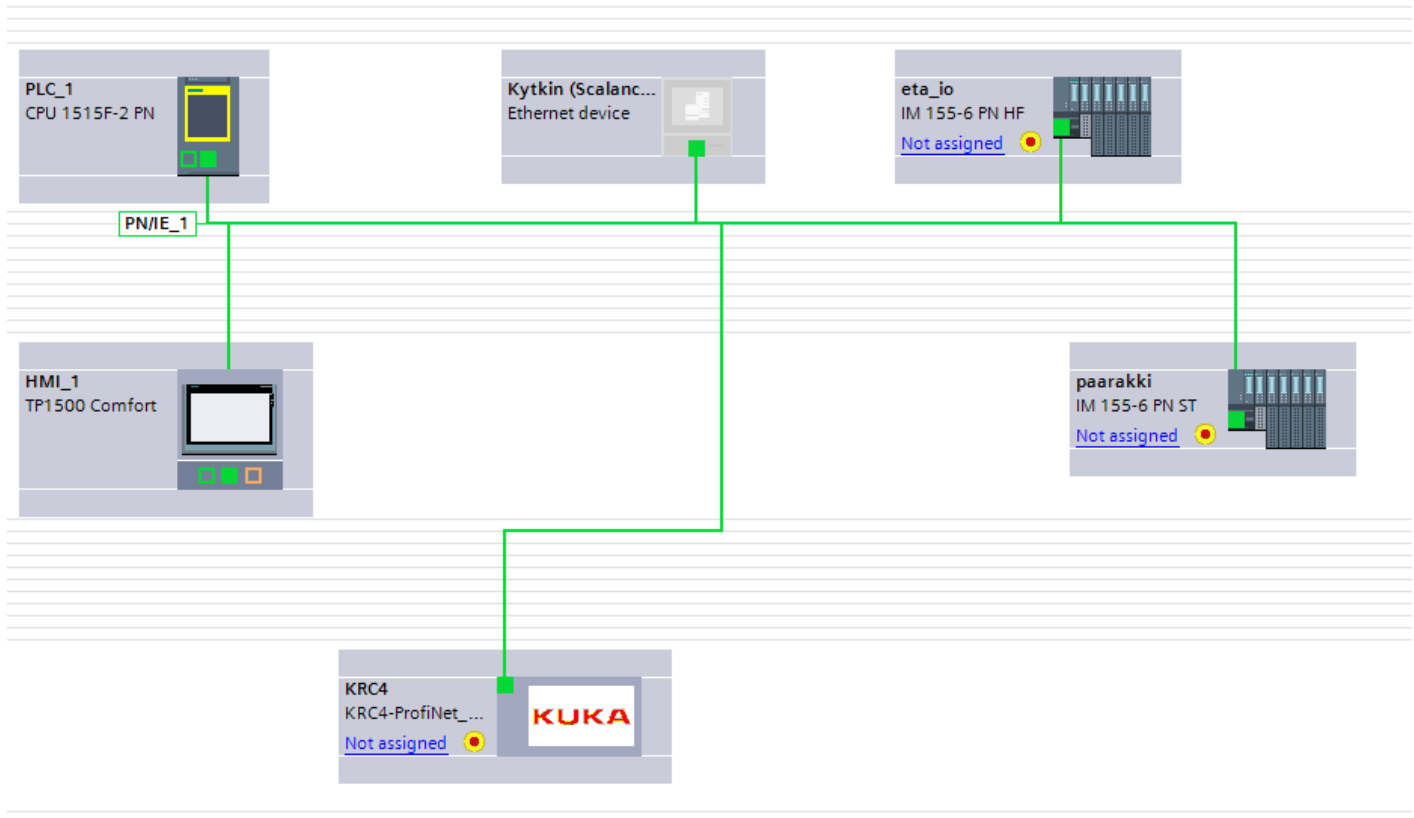 PLC_1
CPU 1515F-2 PN
Kytkin (Scalanc...
Ethernet device
eta_io
IM 155-6 PN HF
Not assigned
PN/IE_1
HMI_1
TP1500 Comfort
paarakki
IM 155-6 PN ST
Not assigned
KRC4
KRC4-ProfiNet_...
Not assigned
KUKA